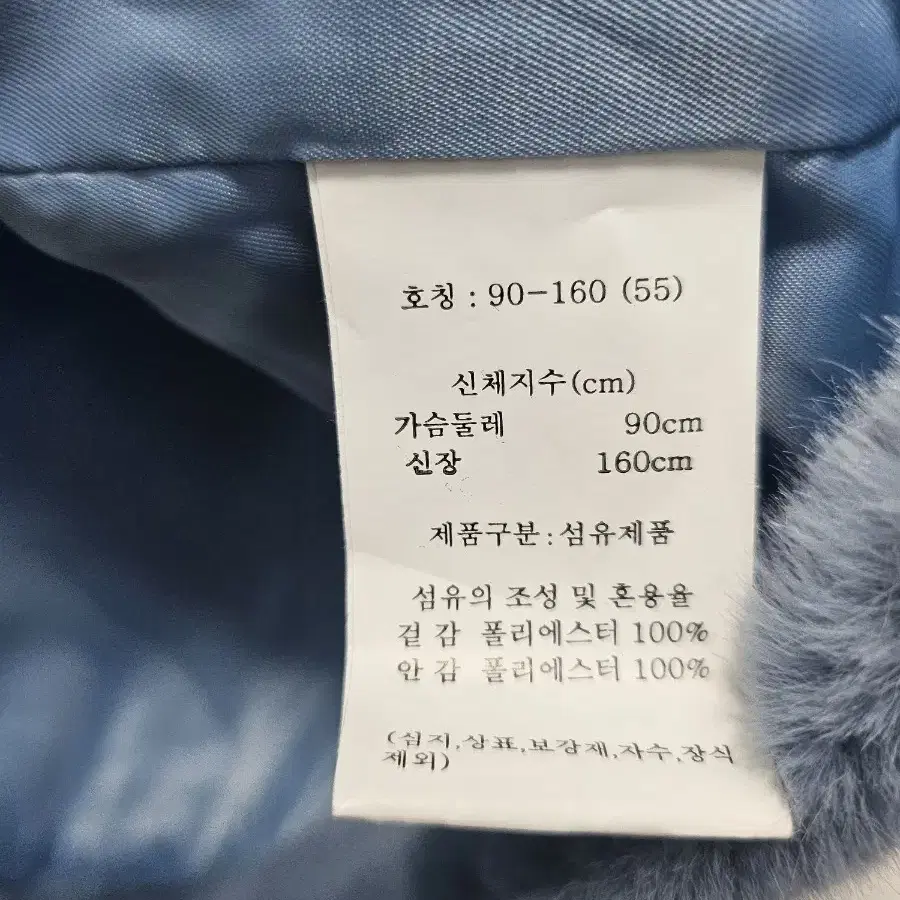 호칭 : 90-160 (55)
신체지수(cm)
가슴둘레 90cm
신장 160cm
제품구분:섬유제품
섬유의 조성 및 혼용율
겉 감 폴리에스터 100%
안 감 폴리에스터 100%
(심지,상표,보강재,자수,장식
제외)